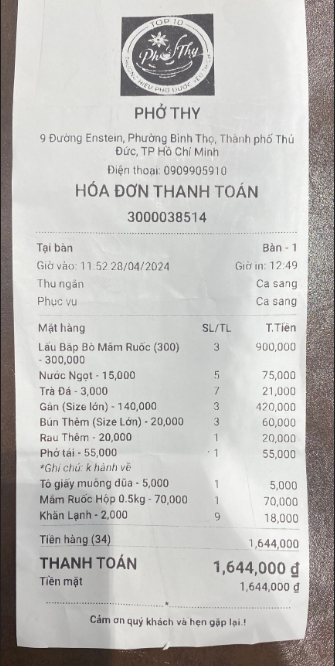 TOP 10
Phở Thy
PHỞ THY
9 Đường Enstein, Phường Bình Thọ, Thành phố Thủ
Đức, TP Hồ Chí Minh
Điện thoại: 0909905910
HÓA ĐƠN THANH TOÁN
3000038514
Tại bàn Bàn - 1
Giờ vào: 11:52 28/04/2024 Giờ in: 12:49
Thu ngân Ca sang
Phục vụ Ca sang
Mặt hàng SL/TL T.Tiền
Lẩu Bắp Bò Mắm Ruốc (300) 3 900,000
- 300,000
Nước Ngọt - 15,000 5 75,000
Trà Đá - 3,000 7 21,000
Gân (Size lớn) - 140,000 3 420,000
Bún Thêm (Size Lớn) - 20,000 3 60,000
Rau Thêm - 20,000 1 20,000
Phở tái - 55,000 1 55,000
*Ghi chú: k hành về
Tô giấy muỗng đũa - 5,000 1 5,000
Mắm Ruốc Hộp 0.5kg - 70,000 1 70,000
Khăn Lạnh - 2,000 9 18,000
Tiền hàng (34) 1,644,000
THANH TOÁN 1,644,000 đ
Tiền mặt 1,644,000 đ
Cảm ơn quý khách và hẹn gặp lại.!